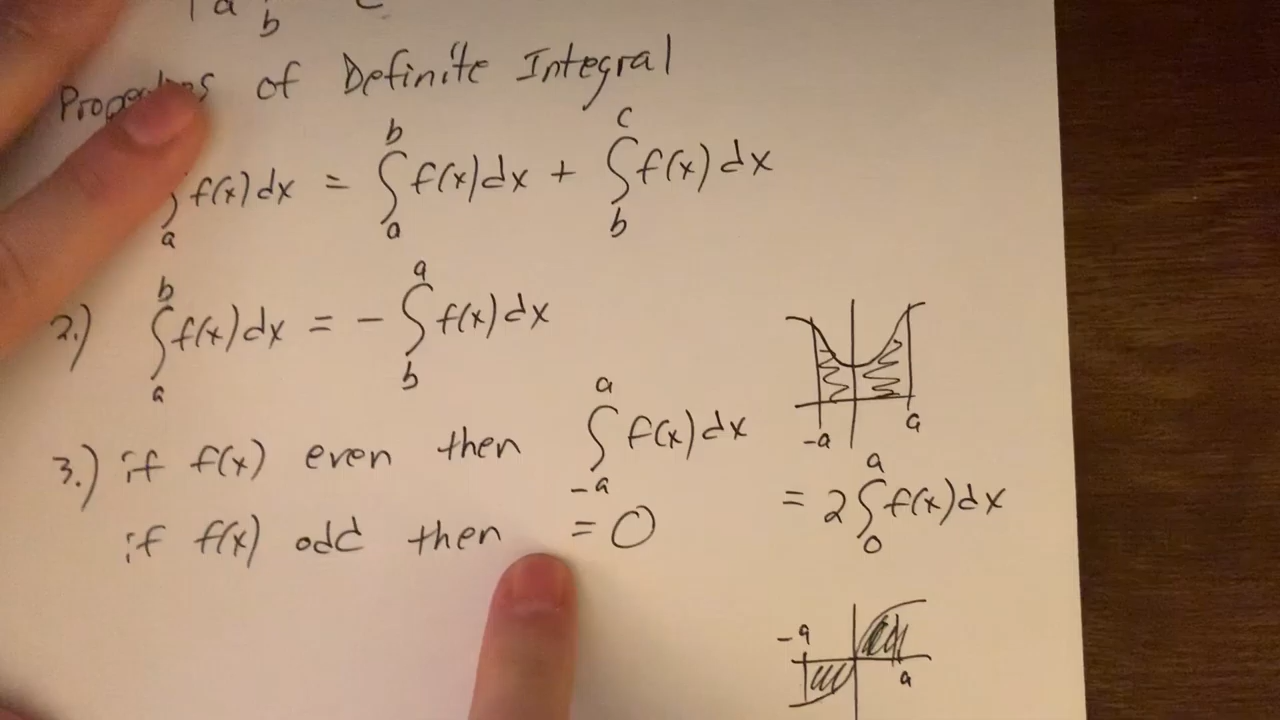 a
b
Properties of Definite Integral
∫_a f(x)dx = ∫_a^b f(x)dx + ∫_b^c f(x)dx
2.) ∫_a^b f(x)dx = -∫_b^a f(x)dx
3.) if f(x) even then ∫_{-a}^a f(x)dx
-a a
= 2∫_0^a f(x)dx
if f(x) odd then = 0
-a
a